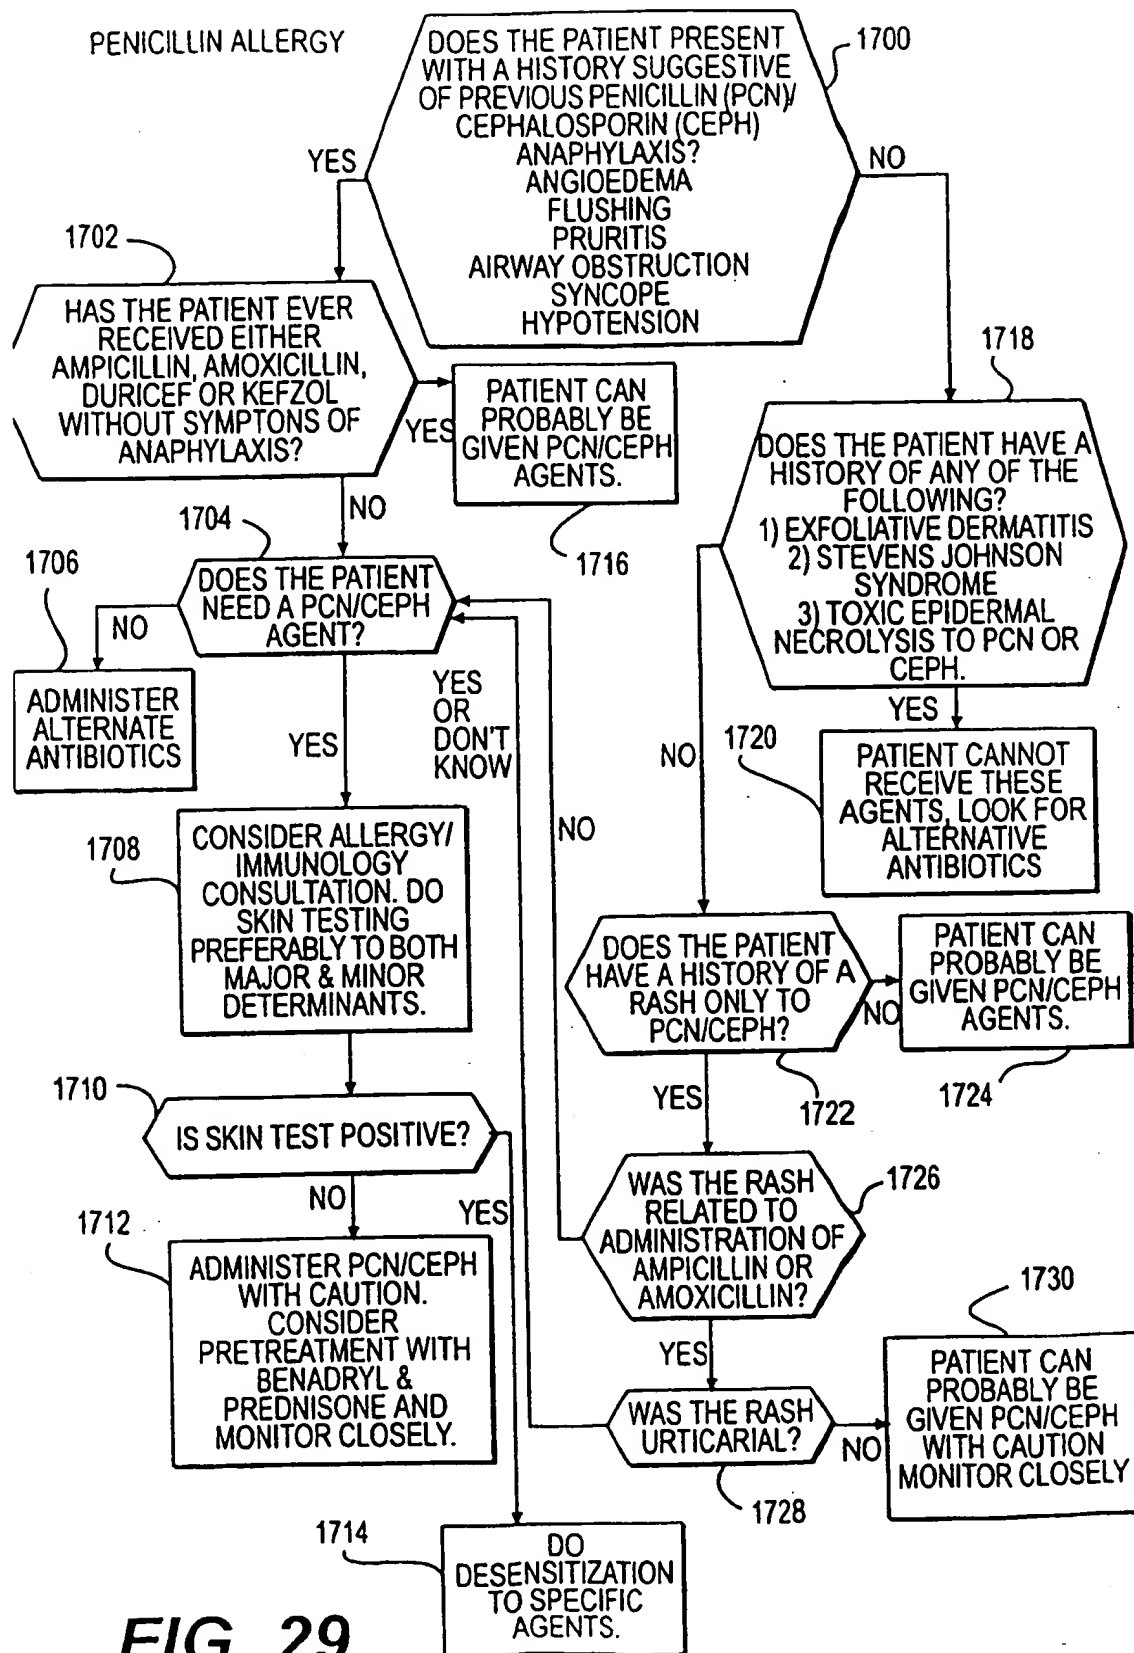 PENICILLIN ALLERGY
DOES THE PATIENT PRESENT
WITH A HISTORY SUGGESTIVE
OF PREVIOUS PENICILLIN (PCN)/
CEPHALOSPORIN (CEPH)
ANAPHYLAXIS?
ANGIOEDEMA
FLUSHING
PRURITIS
AIRWAY OBSTRUCTION
SYNCOPE
HYPOTENSION
1700
YES
NO
1702
HAS THE PATIENT EVER
RECEIVED EITHER
AMPICILLIN, AMOXICILLIN,
DURICEF OR KEFZOL
WITHOUT SYMPTONS OF
ANAPHYLAXIS?
YES
PATIENT CAN
PROBABLY BE
GIVEN PCN/CEPH
AGENTS.
1716
1718
DOES THE PATIENT HAVE A
HISTORY OF ANY OF THE
FOLLOWING?
1) EXFOLIATIVE DERMATITIS
2) STEVENS JOHNSON
SYNDROME
3) TOXIC EPIDERMAL
NECROLYSIS TO PCN OR
CEPH.
NO
1704
DOES THE PATIENT
NEED A PCN/CEPH
AGENT?
1706
NO
ADMINISTER
ALTERNATE
ANTIBIOTICS
YES
YES
OR
DON'T
KNOW
NO
NO
YES
1720
PATIENT CANNOT
RECEIVE THESE
AGENTS, LOOK FOR
ALTERNATIVE
ANTIBIOTICS
1708
CONSIDER ALLERGY/
IMMUNOLOGY
CONSULTATION. DO
SKIN TESTING
PREFERABLY TO BOTH
MAJOR & MINOR
DETERMINANTS.
DOES THE PATIENT
HAVE A HISTORY OF A
RASH ONLY TO
PCN/CEPH?
NO
PATIENT CAN
PROBABLY BE
GIVEN PCN/CEPH
AGENTS.
1724
1722
YES
1710
IS SKIN TEST POSITIVE?
NO
YES
1712
ADMINISTER PCN/CEPH
WITH CAUTION.
CONSIDER
PRETREATMENT WITH
BENADRYL &
PREDNISONE AND
MONITOR CLOSELY.
WAS THE RASH
RELATED TO
ADMINISTRATION OF
AMPICILLIN OR
AMOXICILLIN?
1726
YES
WAS THE RASH
URTICARIAL?
NO
1728
1730
PATIENT CAN
PROBABLY BE
GIVEN PCN/CEPH
WITH CAUTION
MONITOR CLOSELY
1714
DO
DESENSITIZATION
TO SPECIFIC
AGENTS.
FIG. 29